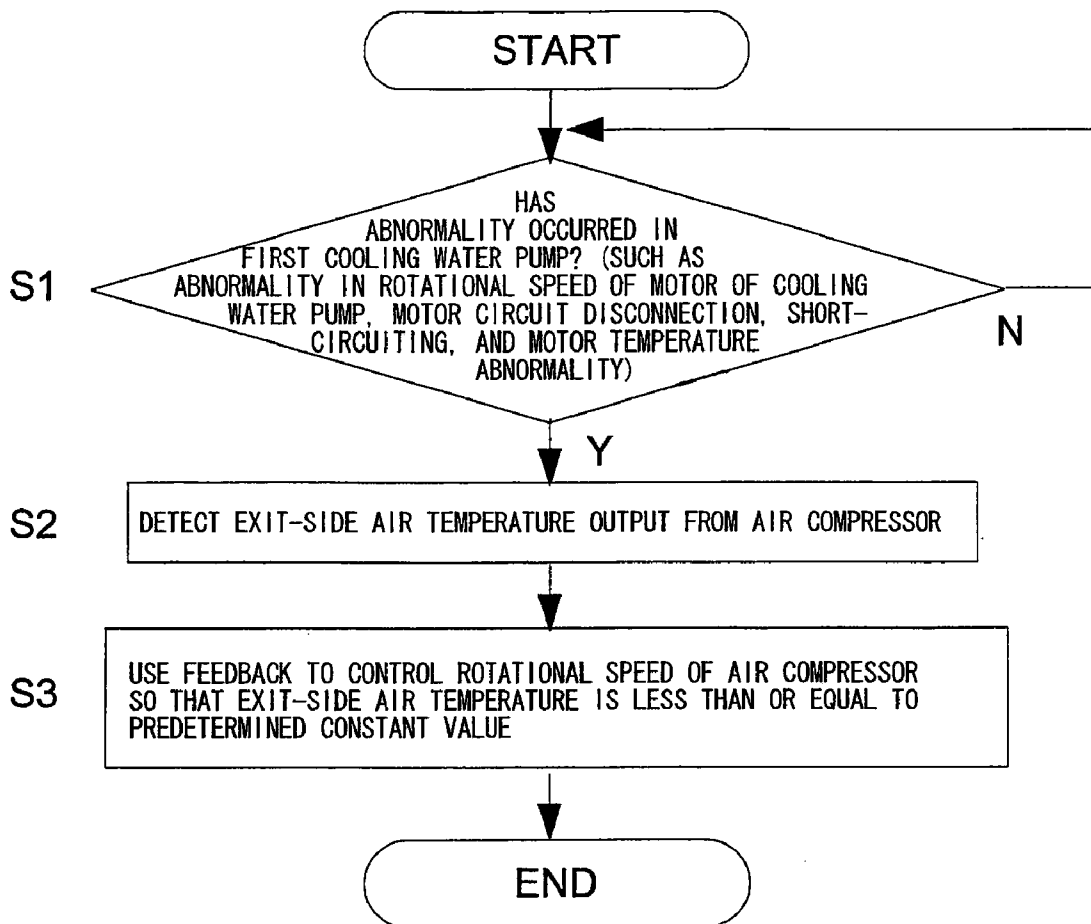 START
HAS
ABNORMALITY OCCURRED IN
FIRST COOLING WATER PUMP? (SUCH AS
S1
ABNORMALITY IN ROTATIONAL SPEED OF MOTOR OF COOLING
WATER PUMP, MOTOR CIRCUIT DISCONNECTION, SHORT-
CIRCUITING, AND MOTOR TEMPERATURE
ABNORMALITY)
N
Y
S2
DETECT EXIT-SIDE AIR TEMPERATURE OUTPUT FROM AIR COMPRESSOR
S3
USE FEEDBACK TO CONTROL ROTATIONAL SPEED OF AIR COMPRESSOR
SO THAT EXIT-SIDE AIR TEMPERATURE IS LESS THAN OR EQUAL TO
PREDETERMINED CONSTANT VALUE
END